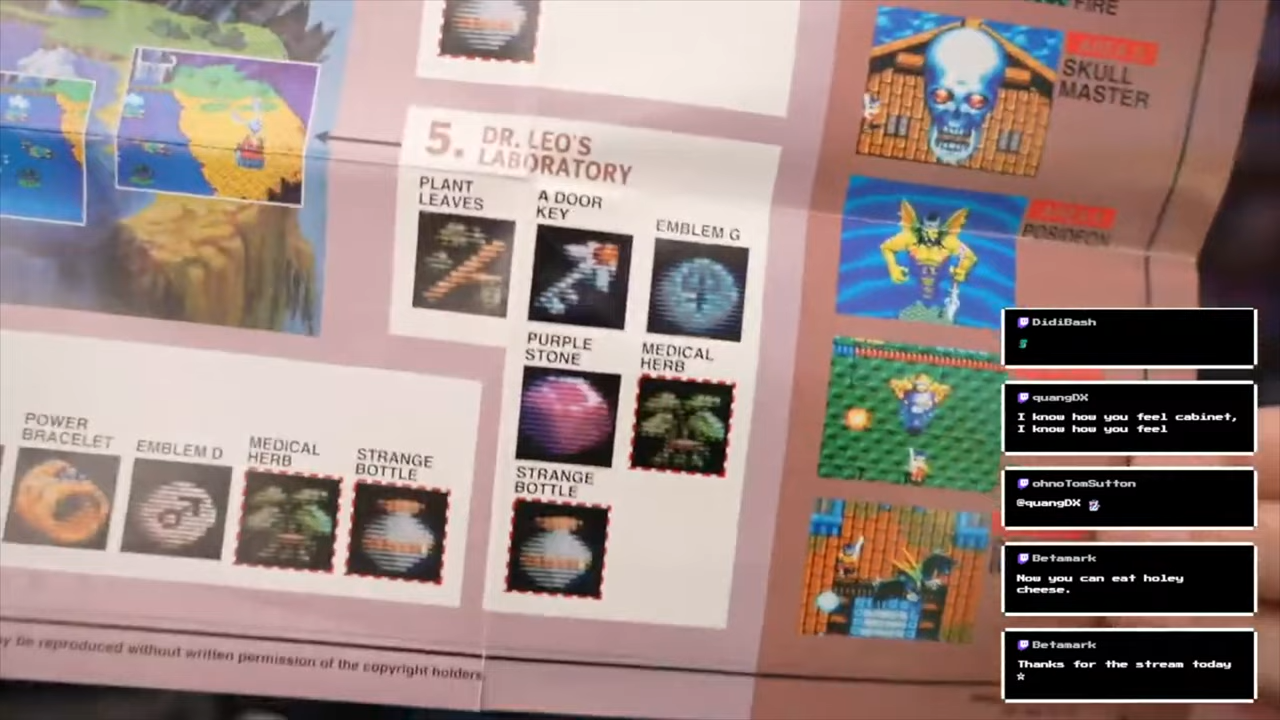 FIRE
SKULL
MASTER
POSIDEON
5. DR. LEO'S
LABORATORY
PLANT
LEAVES
A DOOR
KEY
EMBLEM G
PURPLE
STONE
MEDICAL
HERB
STRANGE
BOTTLE
POWER
BRACELET
EMBLEM D
MEDICAL
HERB
STRANGE
BOTTLE
be reproduced without written permission of the copyright holders
DidiBash
quangDX
I know how you feel cabinet,
I know how you feel
ohnoTomSutton
@quangDX
Betamark
Now you can eat holey
cheese.
Betamark
Thanks for the stream today